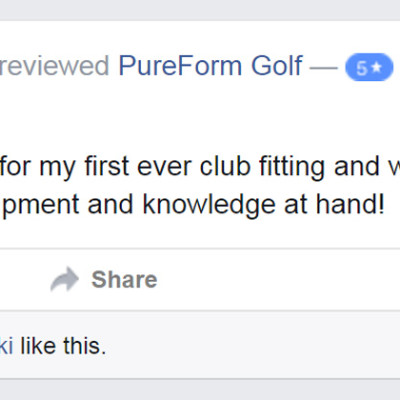 reviewed PureForm Golf — 5★
for my first ever club fitting and
pment and knowledge at hand!
Share
ki like this.